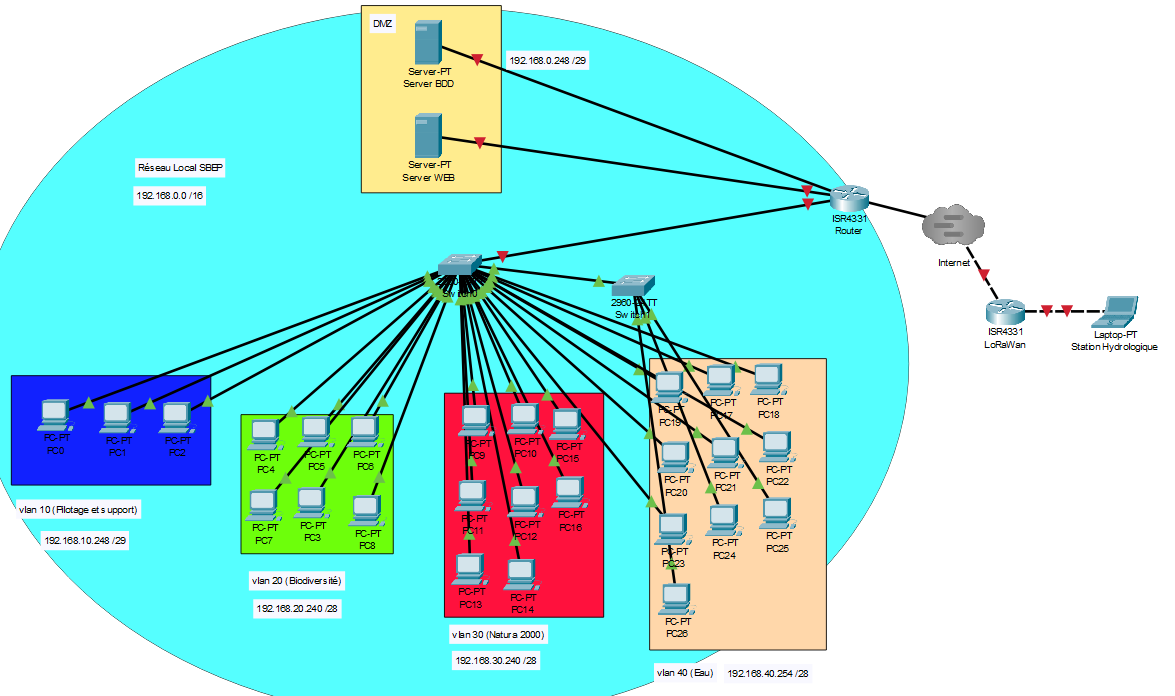 DMZ
Server-PT
Server BDD
192.168.0.248 /29
Server-PT
Server WEB
Réseau Local SBEP
192.168.0.0 /16
ISR4331
Router
Internet
ISR4331
LoRaWan
Laptop-PT
Station Hydrologique
Switch0
2960-24TT
Switch1
PC-PT
PC0
PC-PT
PC1
PC-PT
PC2
vlan 10 (Pilotage et support)
192.168.10.248 /29
PC-PT
PC4
PC-PT
PC5
PC-PT
PC6
PC-PT
PC7
PC-PT
PC3
PC-PT
PC8
vlan 20 (Biodiversité)
192.168.20.240 /28
PC-PT
PC9
PC-PT
PC10
PC-PT
PC15
PC-PT
PC11
PC-PT
PC12
PC-PT
PC16
PC-PT
PC13
PC-PT
PC14
vlan 30 (Natura 2000)
192.168.30.240 /28
PC-PT
PC19
PC-PT
PC17
PC-PT
PC18
PC-PT
PC20
PC-PT
PC21
PC-PT
PC22
PC-PT
PC23
PC-PT
PC24
PC-PT
PC25
PC-PT
PC26
vlan 40 (Eau)
192.168.40.254 /28